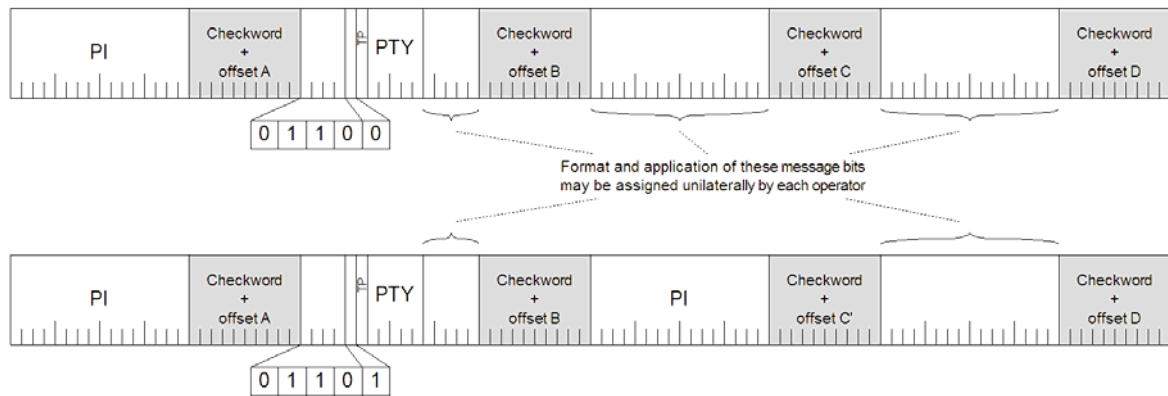 PI
Checkword
+
offset A
TP
PTY
Checkword
+
offset B
Checkword
+
offset C
Checkword
+
offset D
0 1 1 0 0
Format and application of these message bits
may be assigned unilaterally by each operator
PI
Checkword
+
offset A
TP
PTY
Checkword
+
offset B
PI
Checkword
+
offset C'
Checkword
+
offset D
0 1 1 0 1